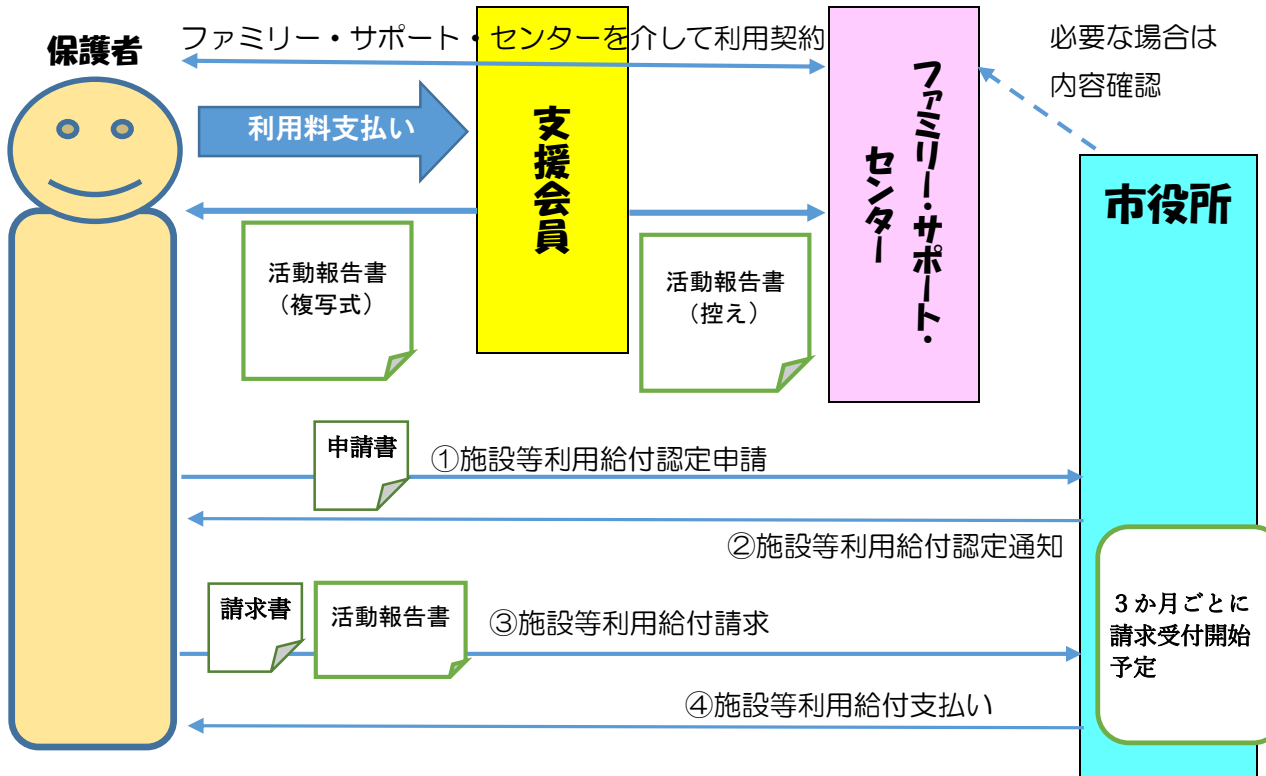 保護者
ファミリー・サポート・センターを介して利用契約
必要な場合は
内容確認
利用料支払い
支援会員
ファミリー・サポート・
センター
市役所
活動報告書
（複写式）
活動報告書
（控え）
申請書
①施設等利用給付認定申請
②施設等利用給付認定通知
請求書
活動報告書
③施設等利用給付請求
３か月ごとに
請求受付開始
予定
④施設等利用給付支払い